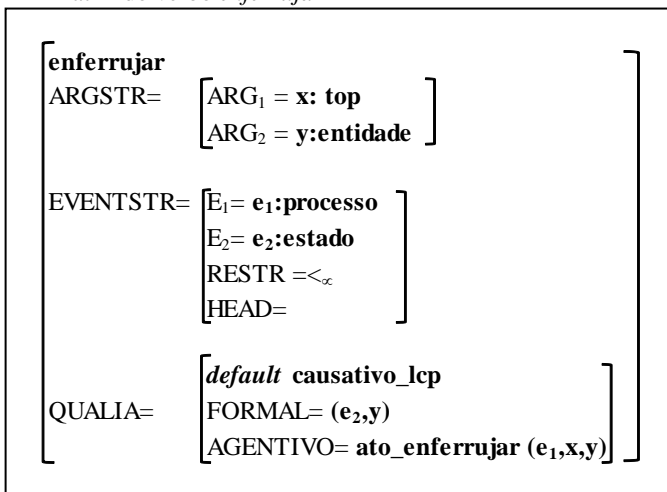 enferrujar
ARGSTR= ARG₁ = x: top
ARG₂ = y:entidade
EVENTSTR= E₁= e₁:processo
E₂= e₂:estado
RESTR =<∞
HEAD=
default causativo_lcp
QUALIA= FORMAL= (e₂,y)
AGENTIVO= ato_enferrujar (e₁,x,y)